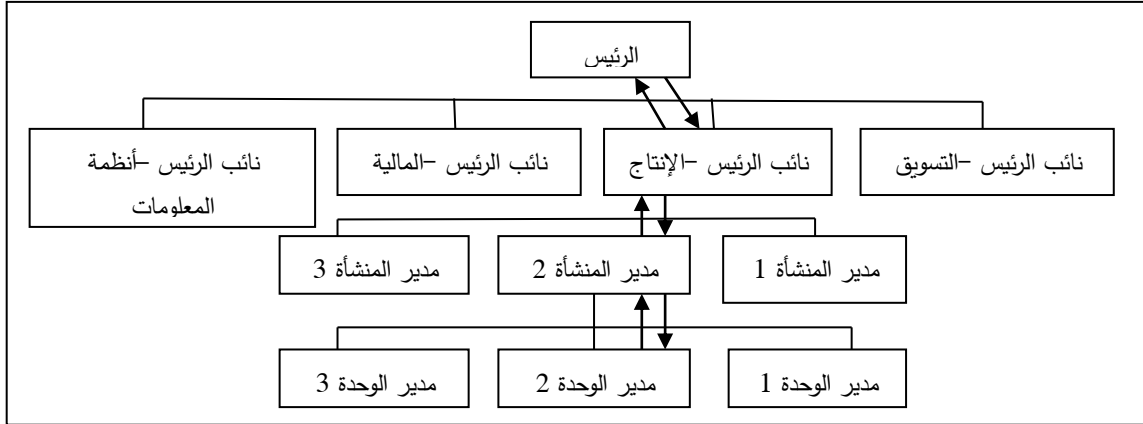 الرئيس
نائب الرئيس –التسويق
نائب الرئيس –الإنتاج
نائب الرئيس –المالية
نائب الرئيس –أنظمة
المعلومات
مدير المنشأة 1
مدير المنشأة 2
مدير المنشأة 3
مدير الوحدة 1
مدير الوحدة 2
مدير الوحدة 3